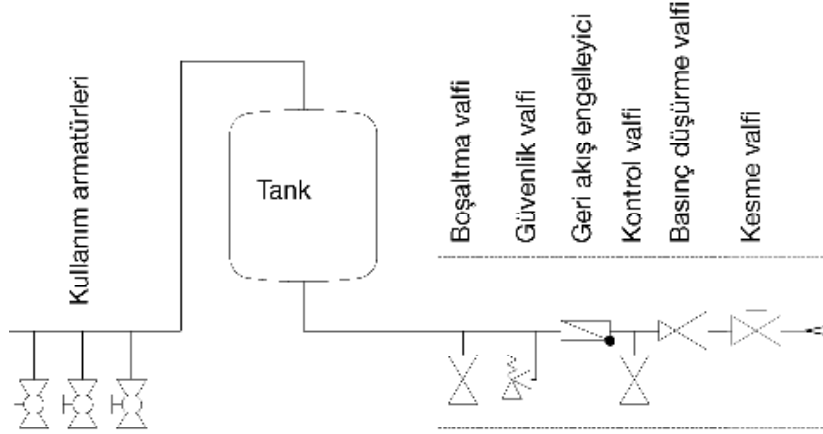 Kullanım armatürleri
Tank
Boşaltma valfi
Güvenlik valfi
Geri akış engelleyici
Kontrol valfi
Basınç düşürme valfi
Kesme valfi